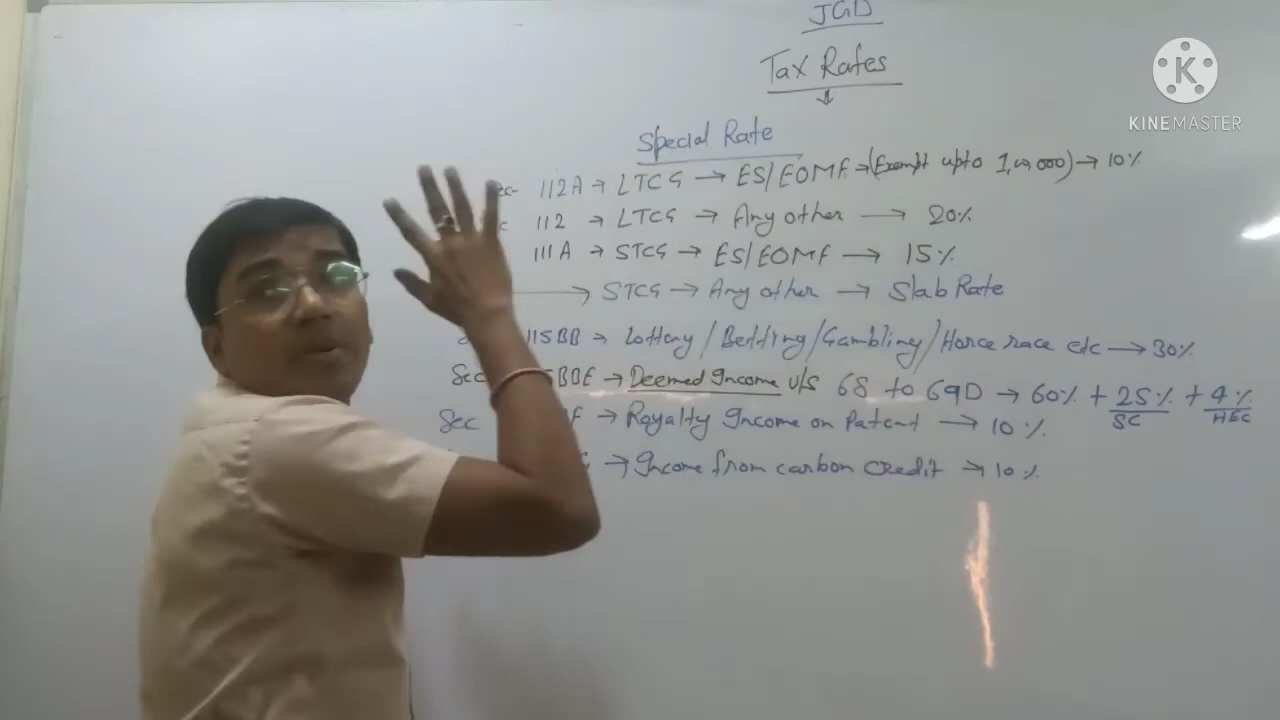 JGD
Tax Rates
Special Rate
112A → LTCG → ES/EOMF → (Exempt upto 1,00,000) → 10%
112 → LTCG → Any other → 20%
111A → STCG → ES/EOMF → 15%
→ STCG → Any other → Slab Rate
115BB → Lottery/Betting/Gambling/Horce race etc → 30%
Sec BBE → Deemed Income u/s 68 to 69D → 60% + 25% + 4%
SC HEC
Sec F → Royalty Income on Patent → 10%
→ Income from carbon credit → 10%
KINEMASTER